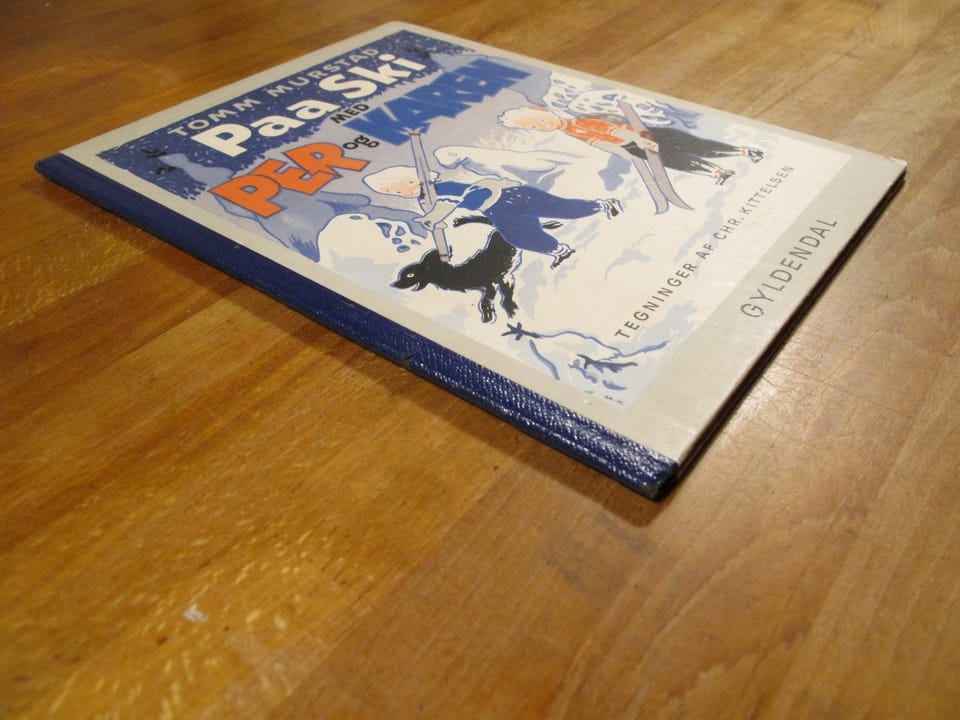 TOMM MURSTAD
Paa Ski
MED
PER og KAREN
TEGNINGER AF CHR. KITTELSEN
GYLDENDAL